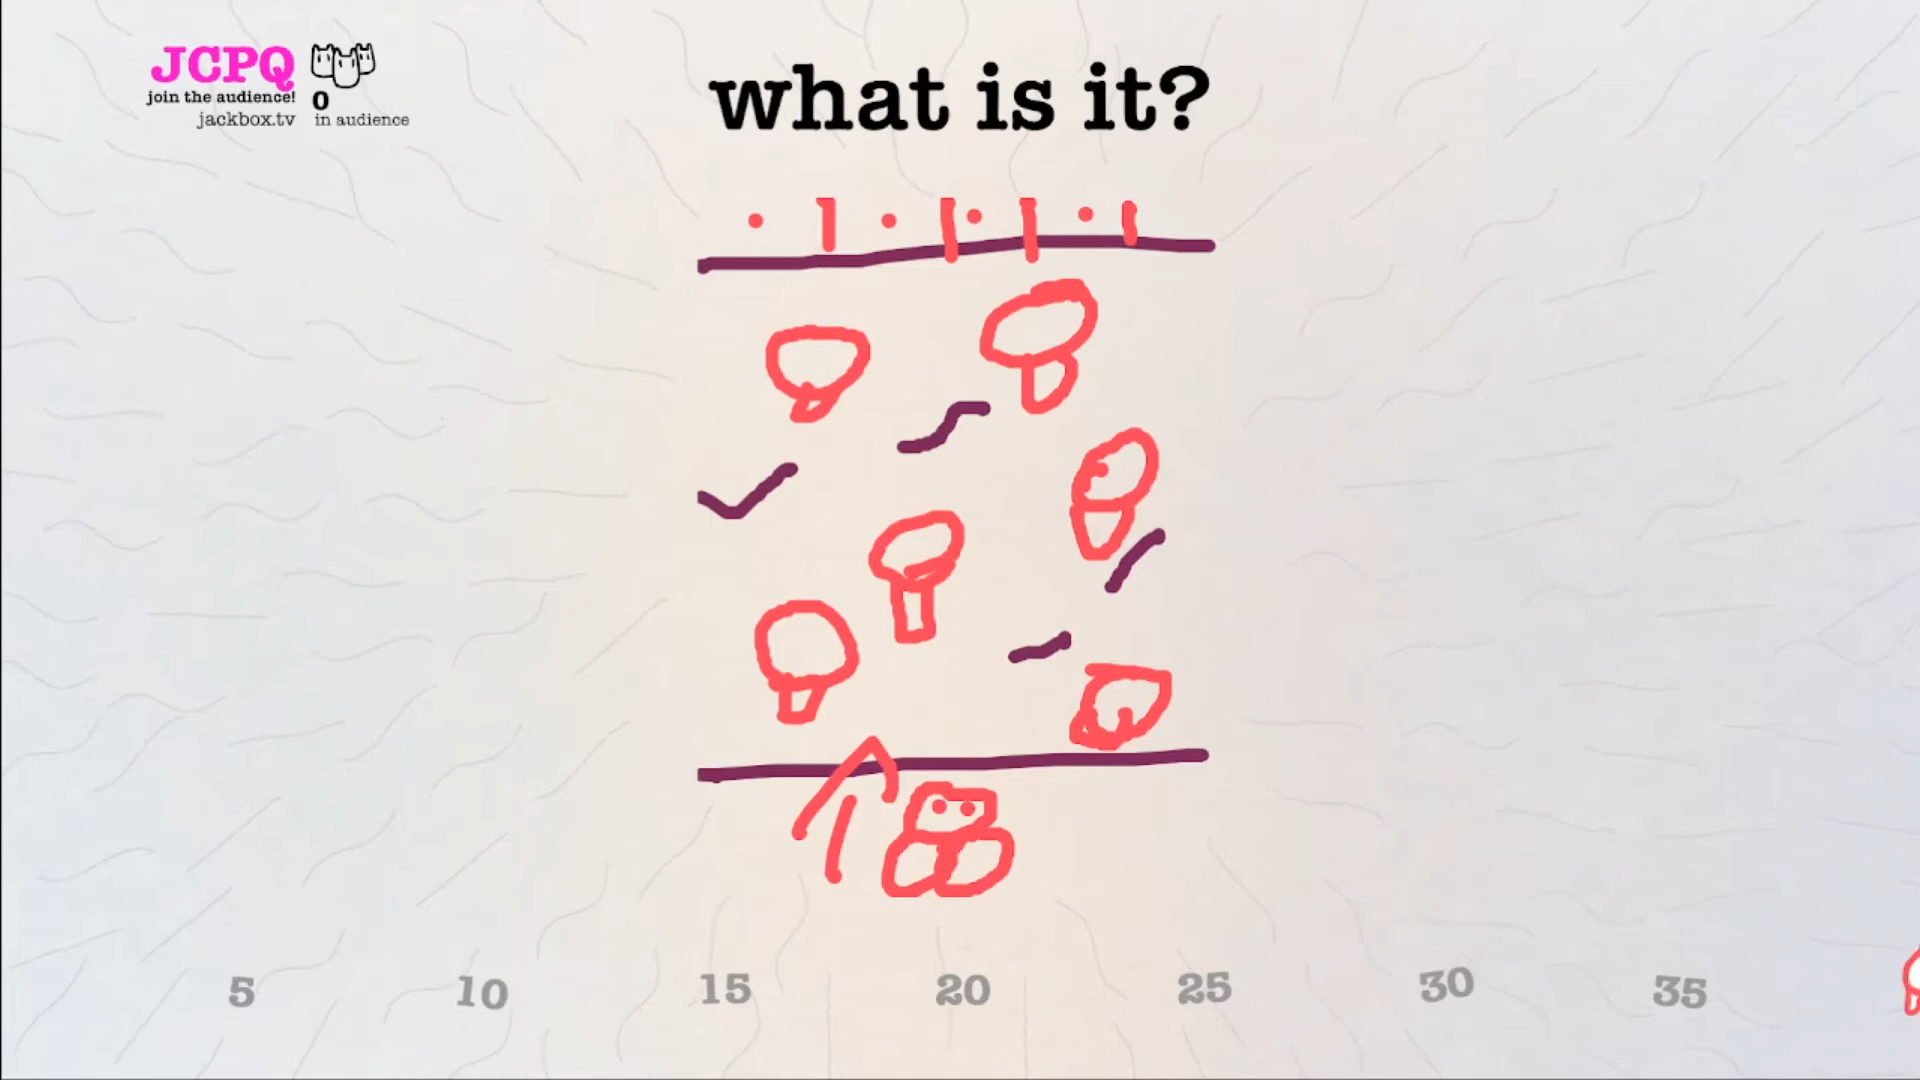 JCPQ
join the audience!
jackbox.tv
0
in audience
what is it?
5 10 15 20 25 30 35